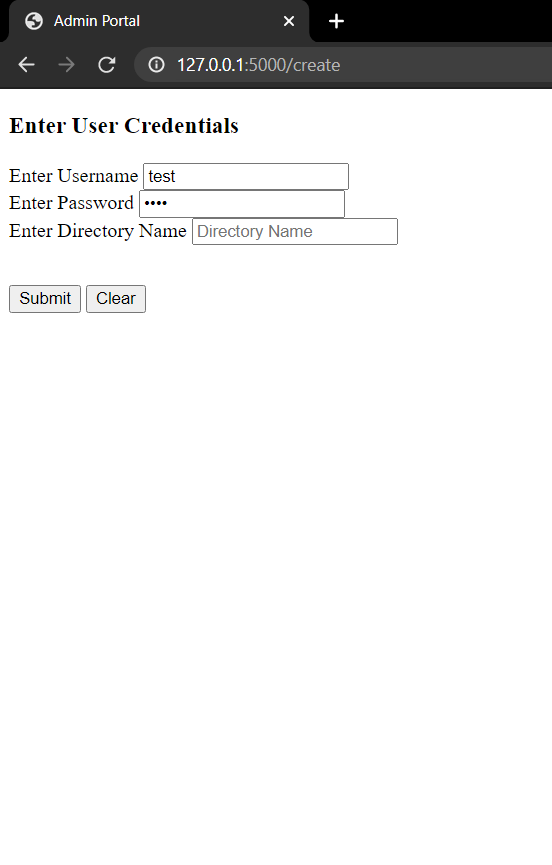 Admin Portal
127.0.0.1:5000/create
Enter User Credentials
Enter Username test
Enter Password ••••
Enter Directory Name Directory Name
Submit Clear